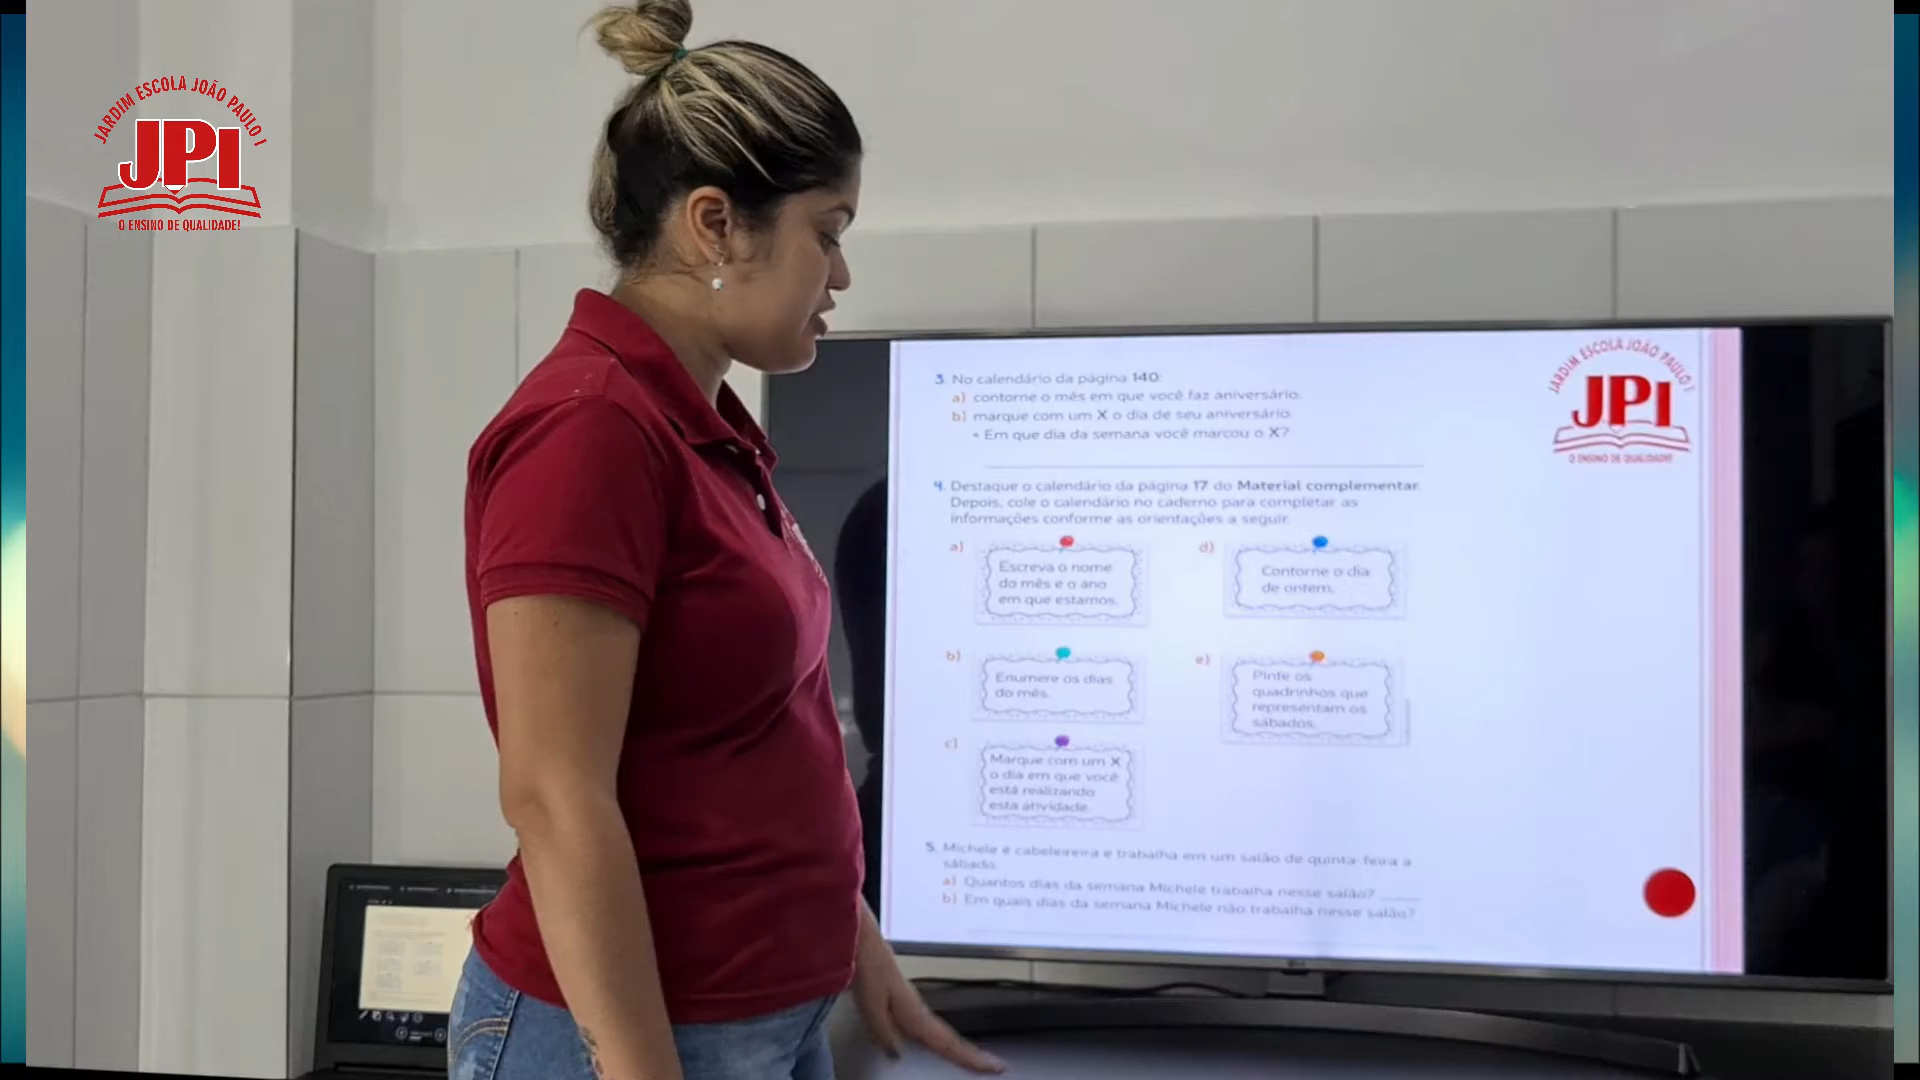 JARDIM ESCOLA JOÃO PAULO I
JPI
O ENSINO DE QUALIDADE!
JARDIM ESCOLA JOÃO PAULO I
JPI
O ENSINO DE QUALIDADE!
3. No calendário da página 140:
a) contorne o mês em que você faz aniversário.
b) marque com um X o dia de seu aniversário.
• Em que dia da semana você marcou o X?
4. Destaque o calendário da página 17 do Material complementar.
Depois, cole o calendário no caderno para completar as
informações conforme as orientações a seguir.
a)
Escreva o nome
do mês e o ano
em que estamos.
b)
Enumere os dias
do mês.
c)
Marque com um X
o dia em que você
está realizando
esta atividade.
d)
Contorne o dia
de ontem.
e)
Pinte os
quadrinhos que
representam os
sábados.
5. Michele é cabeleireira e trabalha em um salão de quinta-feira a
sábado.
a) Quantos dias da semana Michele trabalha nesse salão?
b) Em quais dias da semana Michele não trabalha nesse salão?
LG